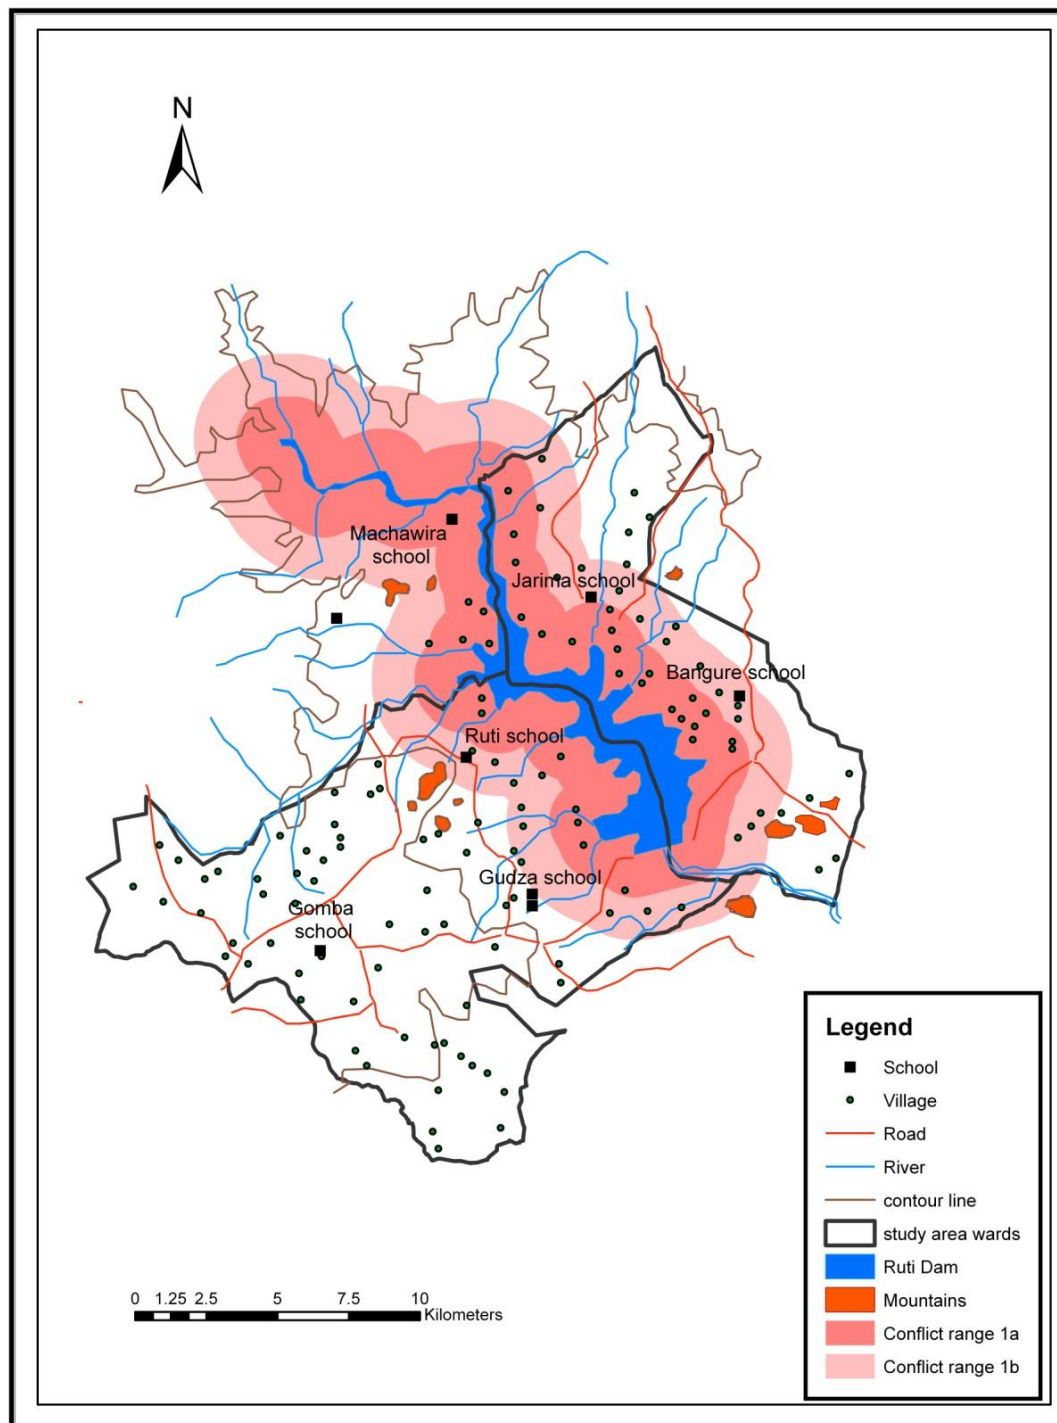 N
Machawira
school
Jarima school
Bangure school
Ruti school
Gudza school
Gomba
school
Legend
School
Village
Road
River
contour line
study area wards
Ruti Dam
Mountains
Conflict range 1a
Conflict range 1b
0 1.25 2.5 5 7.5 10
Kilometers